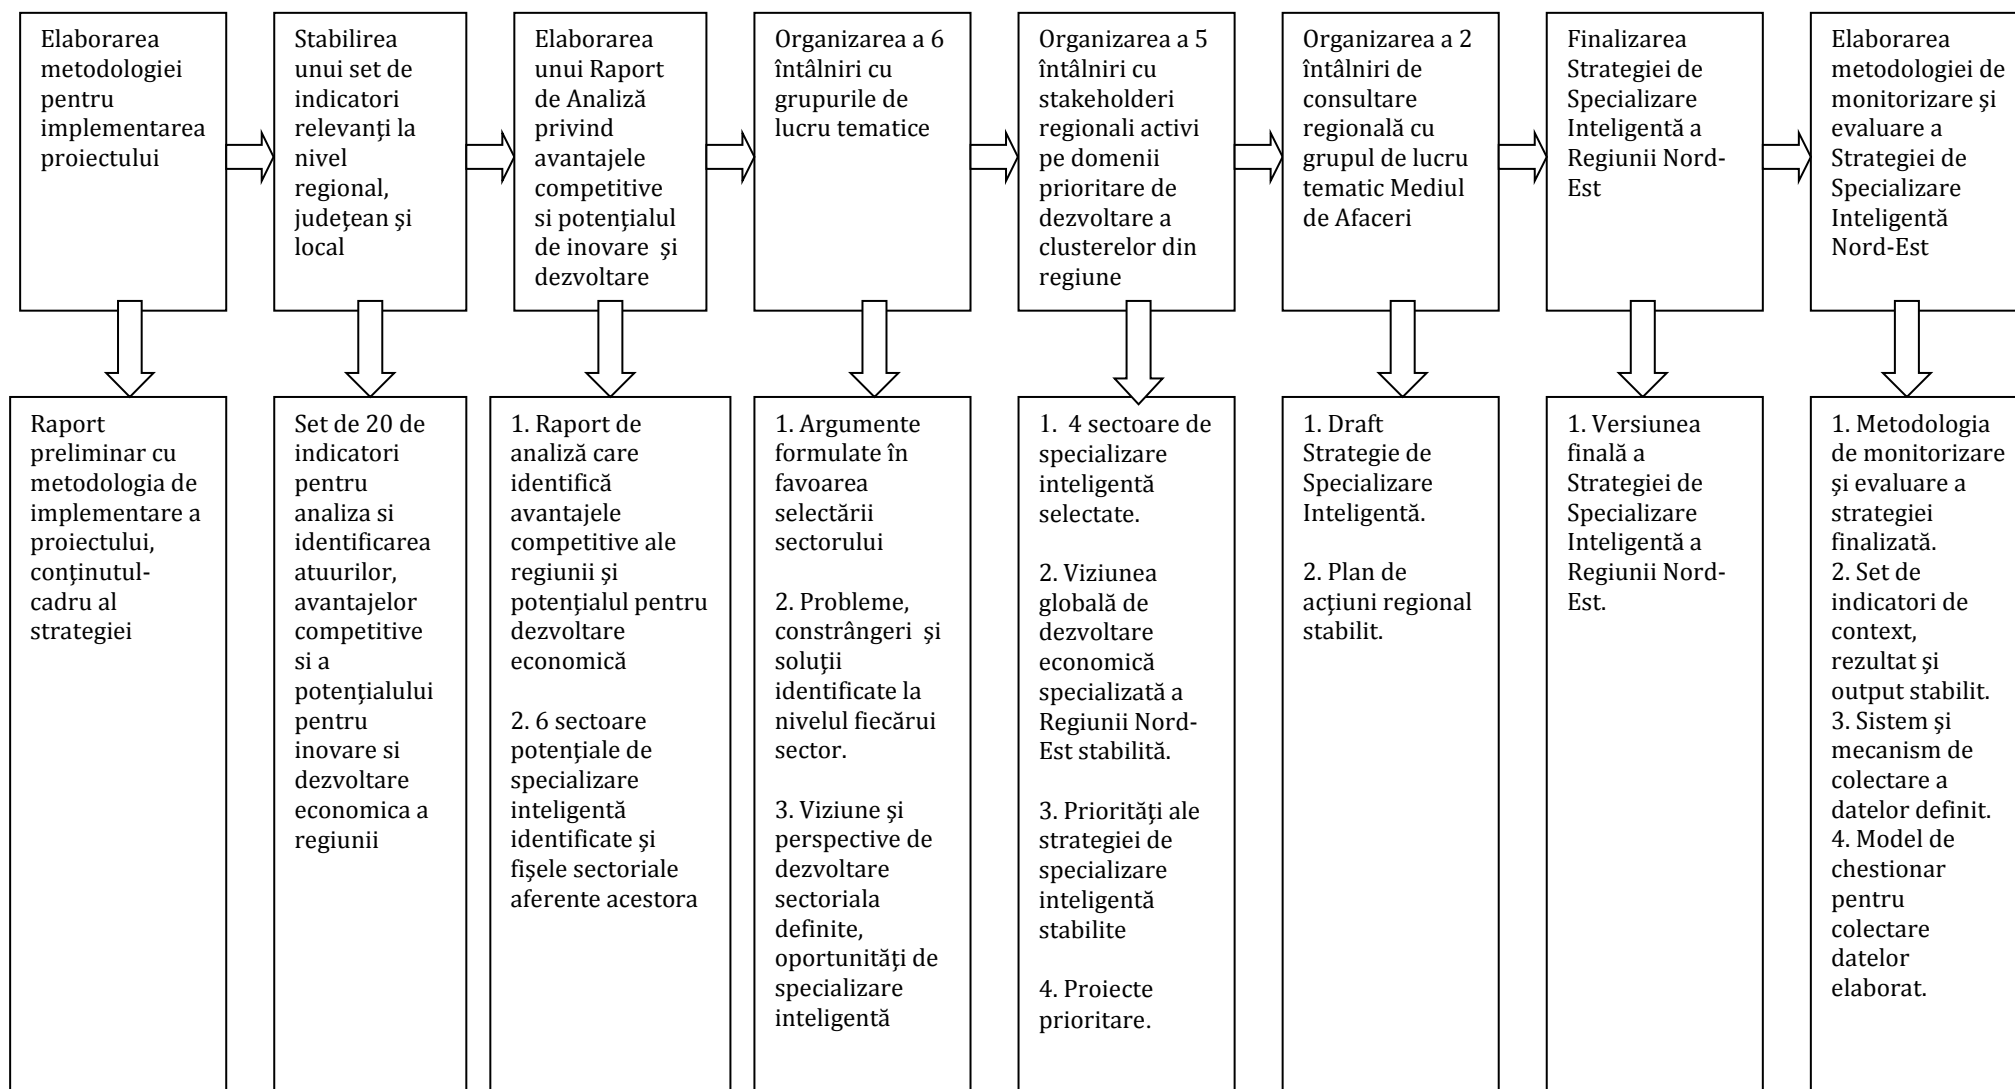 Elaborarea
metodologiei
pentru
implementarea
proiectului
Stabilirea
unui set de
indicatori
relevanţi la
nivel
regional,
judeţean şi
local
Elaborarea
unui Raport
de Analiză
privind
avantajele
competitive
si potenţialul
de inovare şi
dezvoltare
Organizarea a 6
întâlniri cu
grupurile de
lucru tematice
Organizarea a 5
întâlniri cu
stakeholderi
regionali activi
pe domenii
prioritare de
dezvoltare a
clusterelor din
regiune
Organizarea a 2
întâlniri de
consultare
regională cu
grupul de lucru
tematic Mediul
de Afaceri
Finalizarea
Strategiei de
Specializare
Inteligentă a
Regiunii Nord-
Est
Elaborarea
metodologiei de
monitorizare şi
evaluare a
Strategiei de
Specializare
Inteligentă
Nord-Est
Raport
preliminar cu
metodologia de
implementare a
proiectului,
conţinutul-
cadru al
strategiei
Set de 20 de
indicatori
pentru
analiza si
identificarea
atuurilor,
avantajelor
competitive
si a
potenţialului
pentru
inovare si
dezvoltare
economica a
regiunii
1. Raport de
analiză care
identifică
avantajele
competitive ale
regiunii şi
potenţialul pentru
dezvoltare
economică
2. 6 sectoare
potenţiale de
specializare
inteligentă
identificate şi
fişele sectoriale
aferente acestora
1. Argumente
formulate în
favoarea
selectării
sectorului
2. Probleme,
constrângeri şi
soluţii
identificate la
nivelul fiecărui
sector.
3. Viziune şi
perspective de
dezvoltare
sectoriala
definite,
oportunităţi de
specializare
inteligentă
1. 4 sectoare de
specializare
inteligentă
selectate.
2. Viziunea
globală de
dezvoltare
economică
specializată a
Regiunii Nord-
Est stabilită.
3. Priorităţi ale
strategiei de
specializare
inteligentă
stabilite
4. Proiecte
prioritare.
1. Draft
Strategie de
Specializare
Inteligentă.
2. Plan de
acţiuni regional
stabilit.
1. Versiunea
finală a
Strategiei de
Specializare
Inteligentă a
Regiunii Nord-
Est.
1. Metodologia
de monitorizare
şi evaluare a
strategiei
finalizată.
2. Set de
indicatori de
context,
rezultat şi
output stabilit.
3. Sistem şi
mecanism de
colectare a
datelor definit.
4. Model de
chestionar
pentru
colectare
datelor
elaborat.